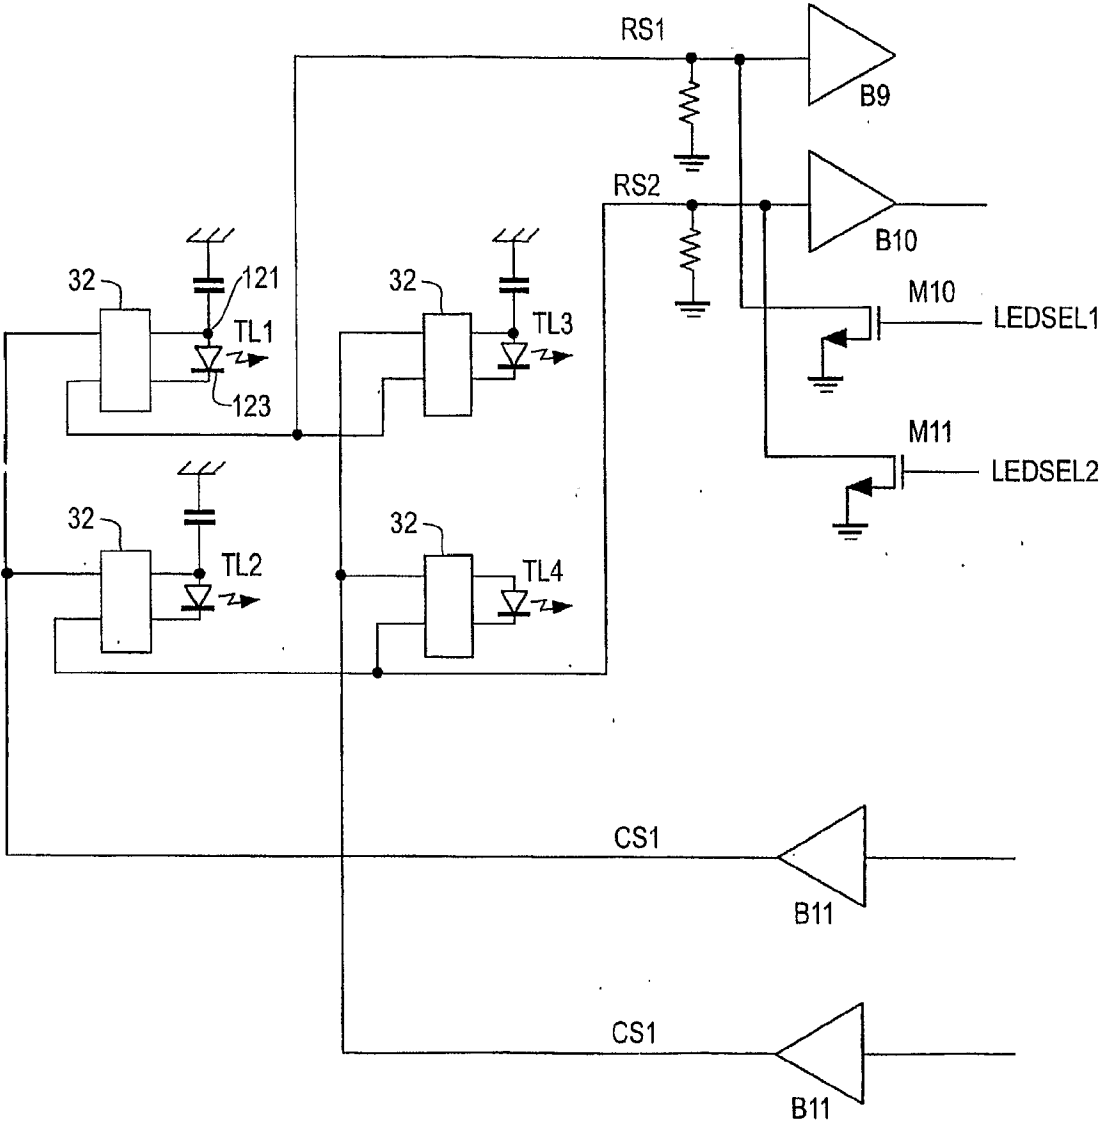 RS1
B9
RS2
B10
32
121
TL1
123
32
TL3
M10
LEDSEL1
M11
LEDSEL2
32
TL2
32
TL4
CS1
B11
CS1
B11